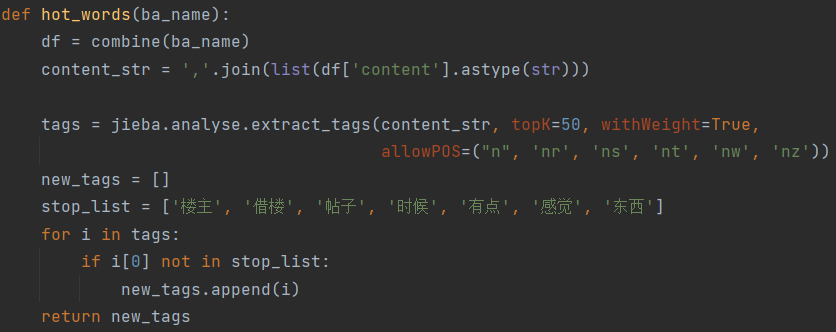 def hot_words(ba_name):
    df = combine(ba_name)
    content_str = ','.join(list(df['content'].astype(str)))
    tags = jieba.analyse.extract_tags(content_str, topK=50, withWeight=True,
                                      allowPOS=("n", 'nr', 'ns', 'nt', 'nw', 'nz'))
    new_tags = []
    stop_list = ['楼主', '借楼', '帖子', '时候', '有点', '感觉', '东西']
    for i in tags:
        if i[0] not in stop_list:
            new_tags.append(i)
    return new_tags